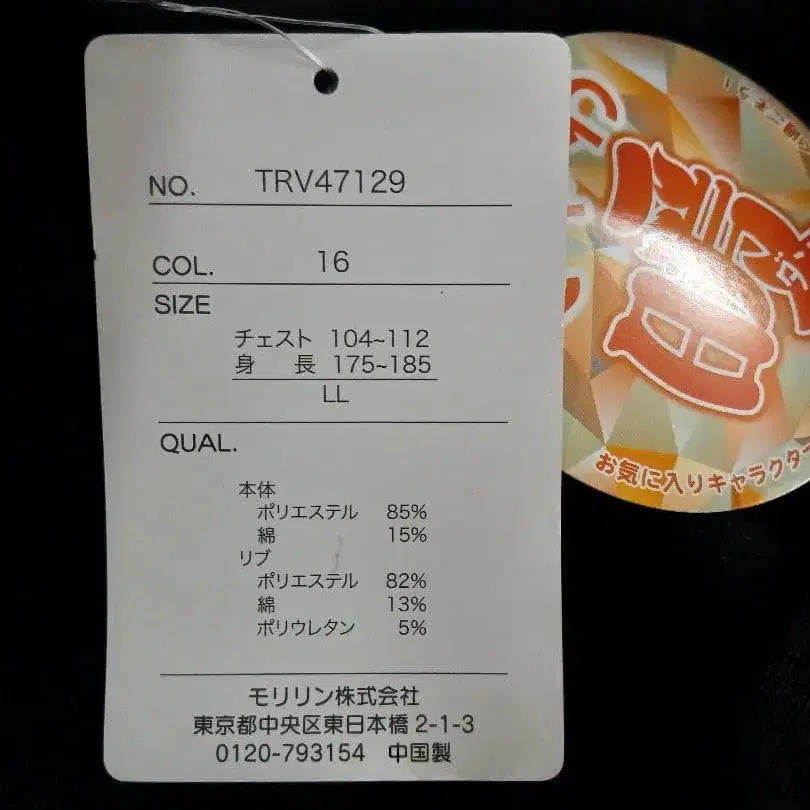 NO. TRV47129
COL. 16
SIZE
チェスト 104~112
身 長 175~185
LL
QUAL.
本体
ポリエステル 85%
綿 15%
リブ
ポリエステル 82%
綿 13%
ポリウレタン 5%
モリリン株式会社
東京都中央区東日本橋2-1-3
0120-793154 中国製
お気に入りキャラクター